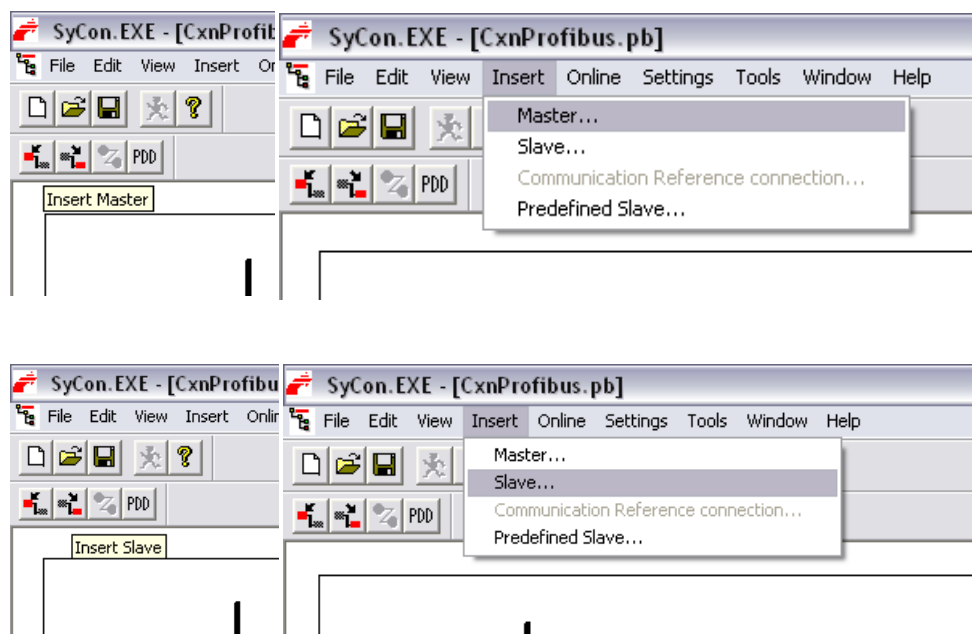 SyCon.EXE - [CxnProfit
File Edit View Insert Or
PDD
Insert Master
SyCon.EXE - [CxnProfibus.pb]
File Edit View Insert Online Settings Tools Window Help
Master...
Slave...
Communication Reference connection...
Predefined Slave...
PDD
SyCon.EXE - [CxnProfibu
File Edit View Insert Onlin
PDD
Insert Slave
SyCon.EXE - [CxnProfibus.pb]
File Edit View Insert Online Settings Tools Window Help
Master...
Slave...
Communication Reference connection...
Predefined Slave...
PDD